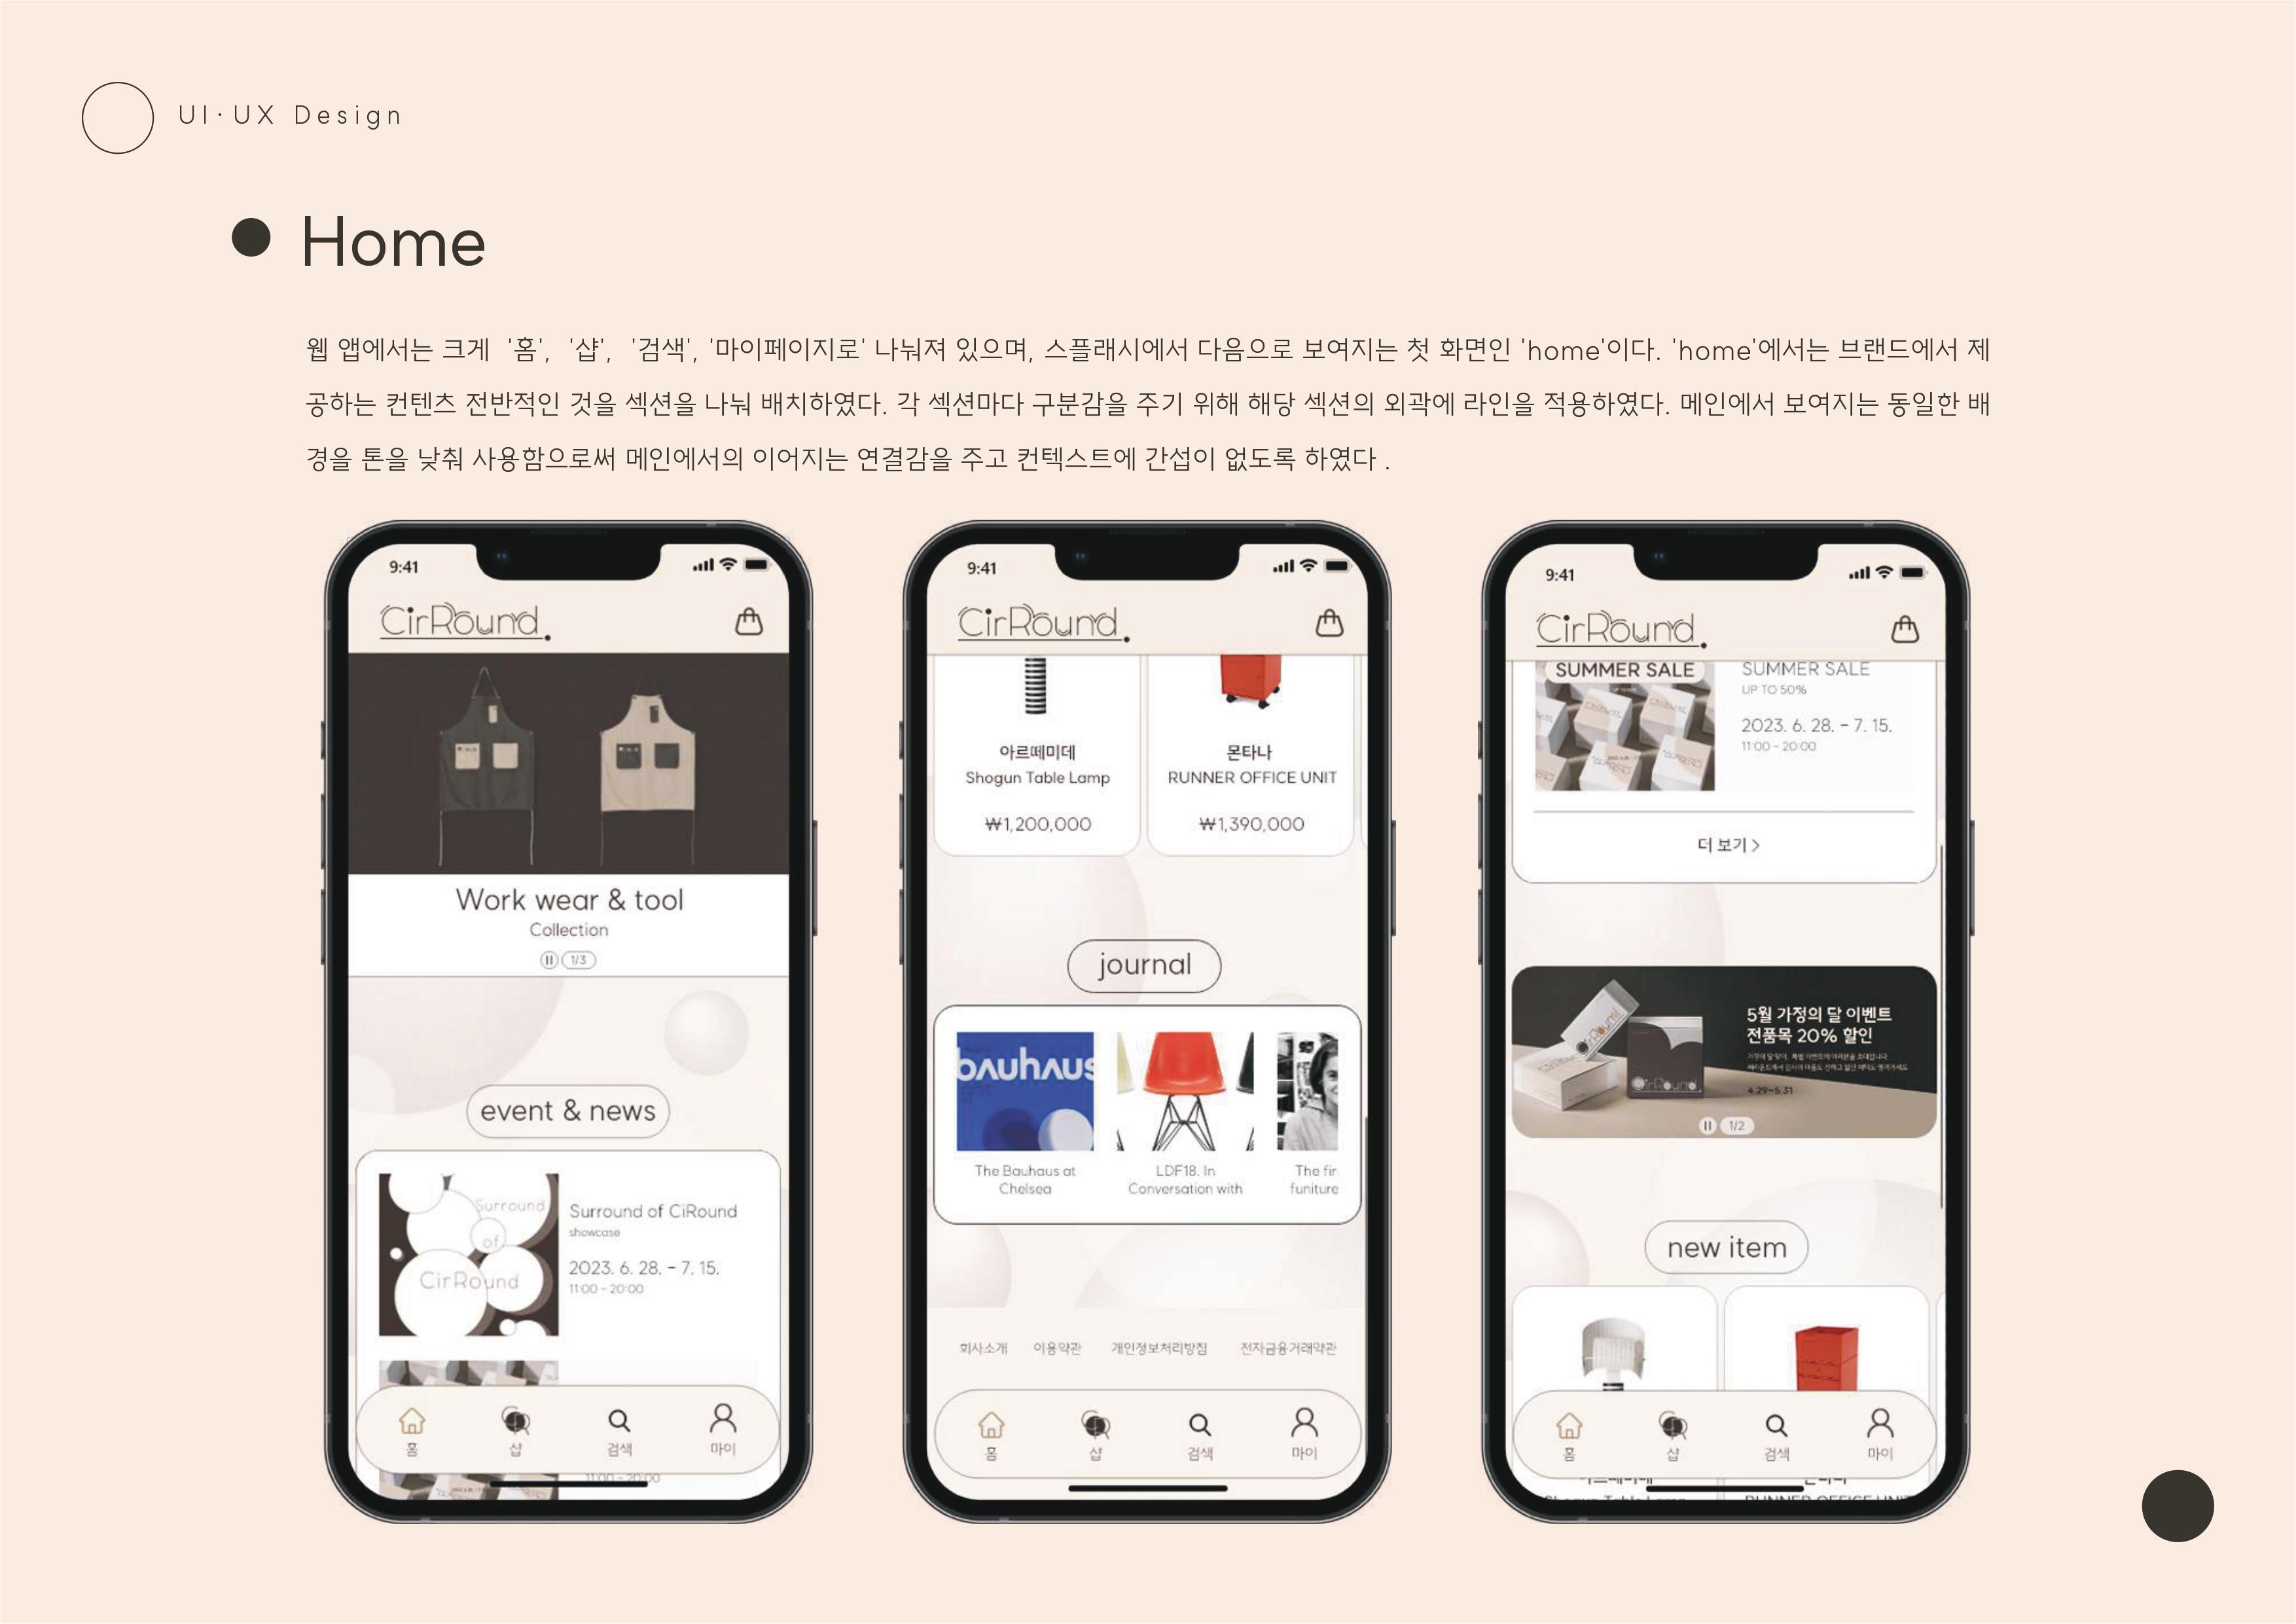 UI·UX Design
Home
웹 앱에서는 크게 '홈', '샵', '검색', '마이페이지로' 나눠져 있으며, 스플래시에서 다음으로 보여지는 첫 화면인 'home'이다. 'home'에서는 브랜드에서 제
공하는 컨텐츠 전반적인 것을 섹션을 나눠 배치하였다. 각 섹션마다 구분감을 주기 위해 해당 섹션의 외곽에 라인을 적용하였다. 메인에서 보여지는 동일한 배
경을 톤을 낮춰 사용함으로써 메인에서의 이어지는 연결감을 주고 컨텍스트에 간섭이 없도록 하였다 .
9:41
CirRound.
Work wear & tool
Collection
1/3
event & news
Surround
of
CirRound
Surround of CiRound
showcase
2023. 6. 28. - 7. 15.
11:00 - 20:00
홈
샵
검색
마이
11:00 - 20:00
9:41
CirRound.
아르떼미데
Shogun Table Lamp
₩1,200,000
몬타나
RUNNER OFFICE UNIT
₩1,390,000
journal
bauhaus
The Bauhaus at
Chelsea
LDF18. In
Conversation with
The fir
funiture
회사소개 이용약관 개인정보처리방침 전자금융거래약관
홈
샵
검색
마이
9:41
CirRound.
SUMMER SALE
SUMMER SALE
UP TO 50%
2023. 6. 28. - 7. 15.
11:00 - 20:00
더 보기 >
CirRound
5월 가정의 달 이벤트
전품목 20% 할인
4.29~5.31
1/2
new item
홈
샵
검색
마이
Shogun Table Lamp
RUNNER OFFICE UNIT